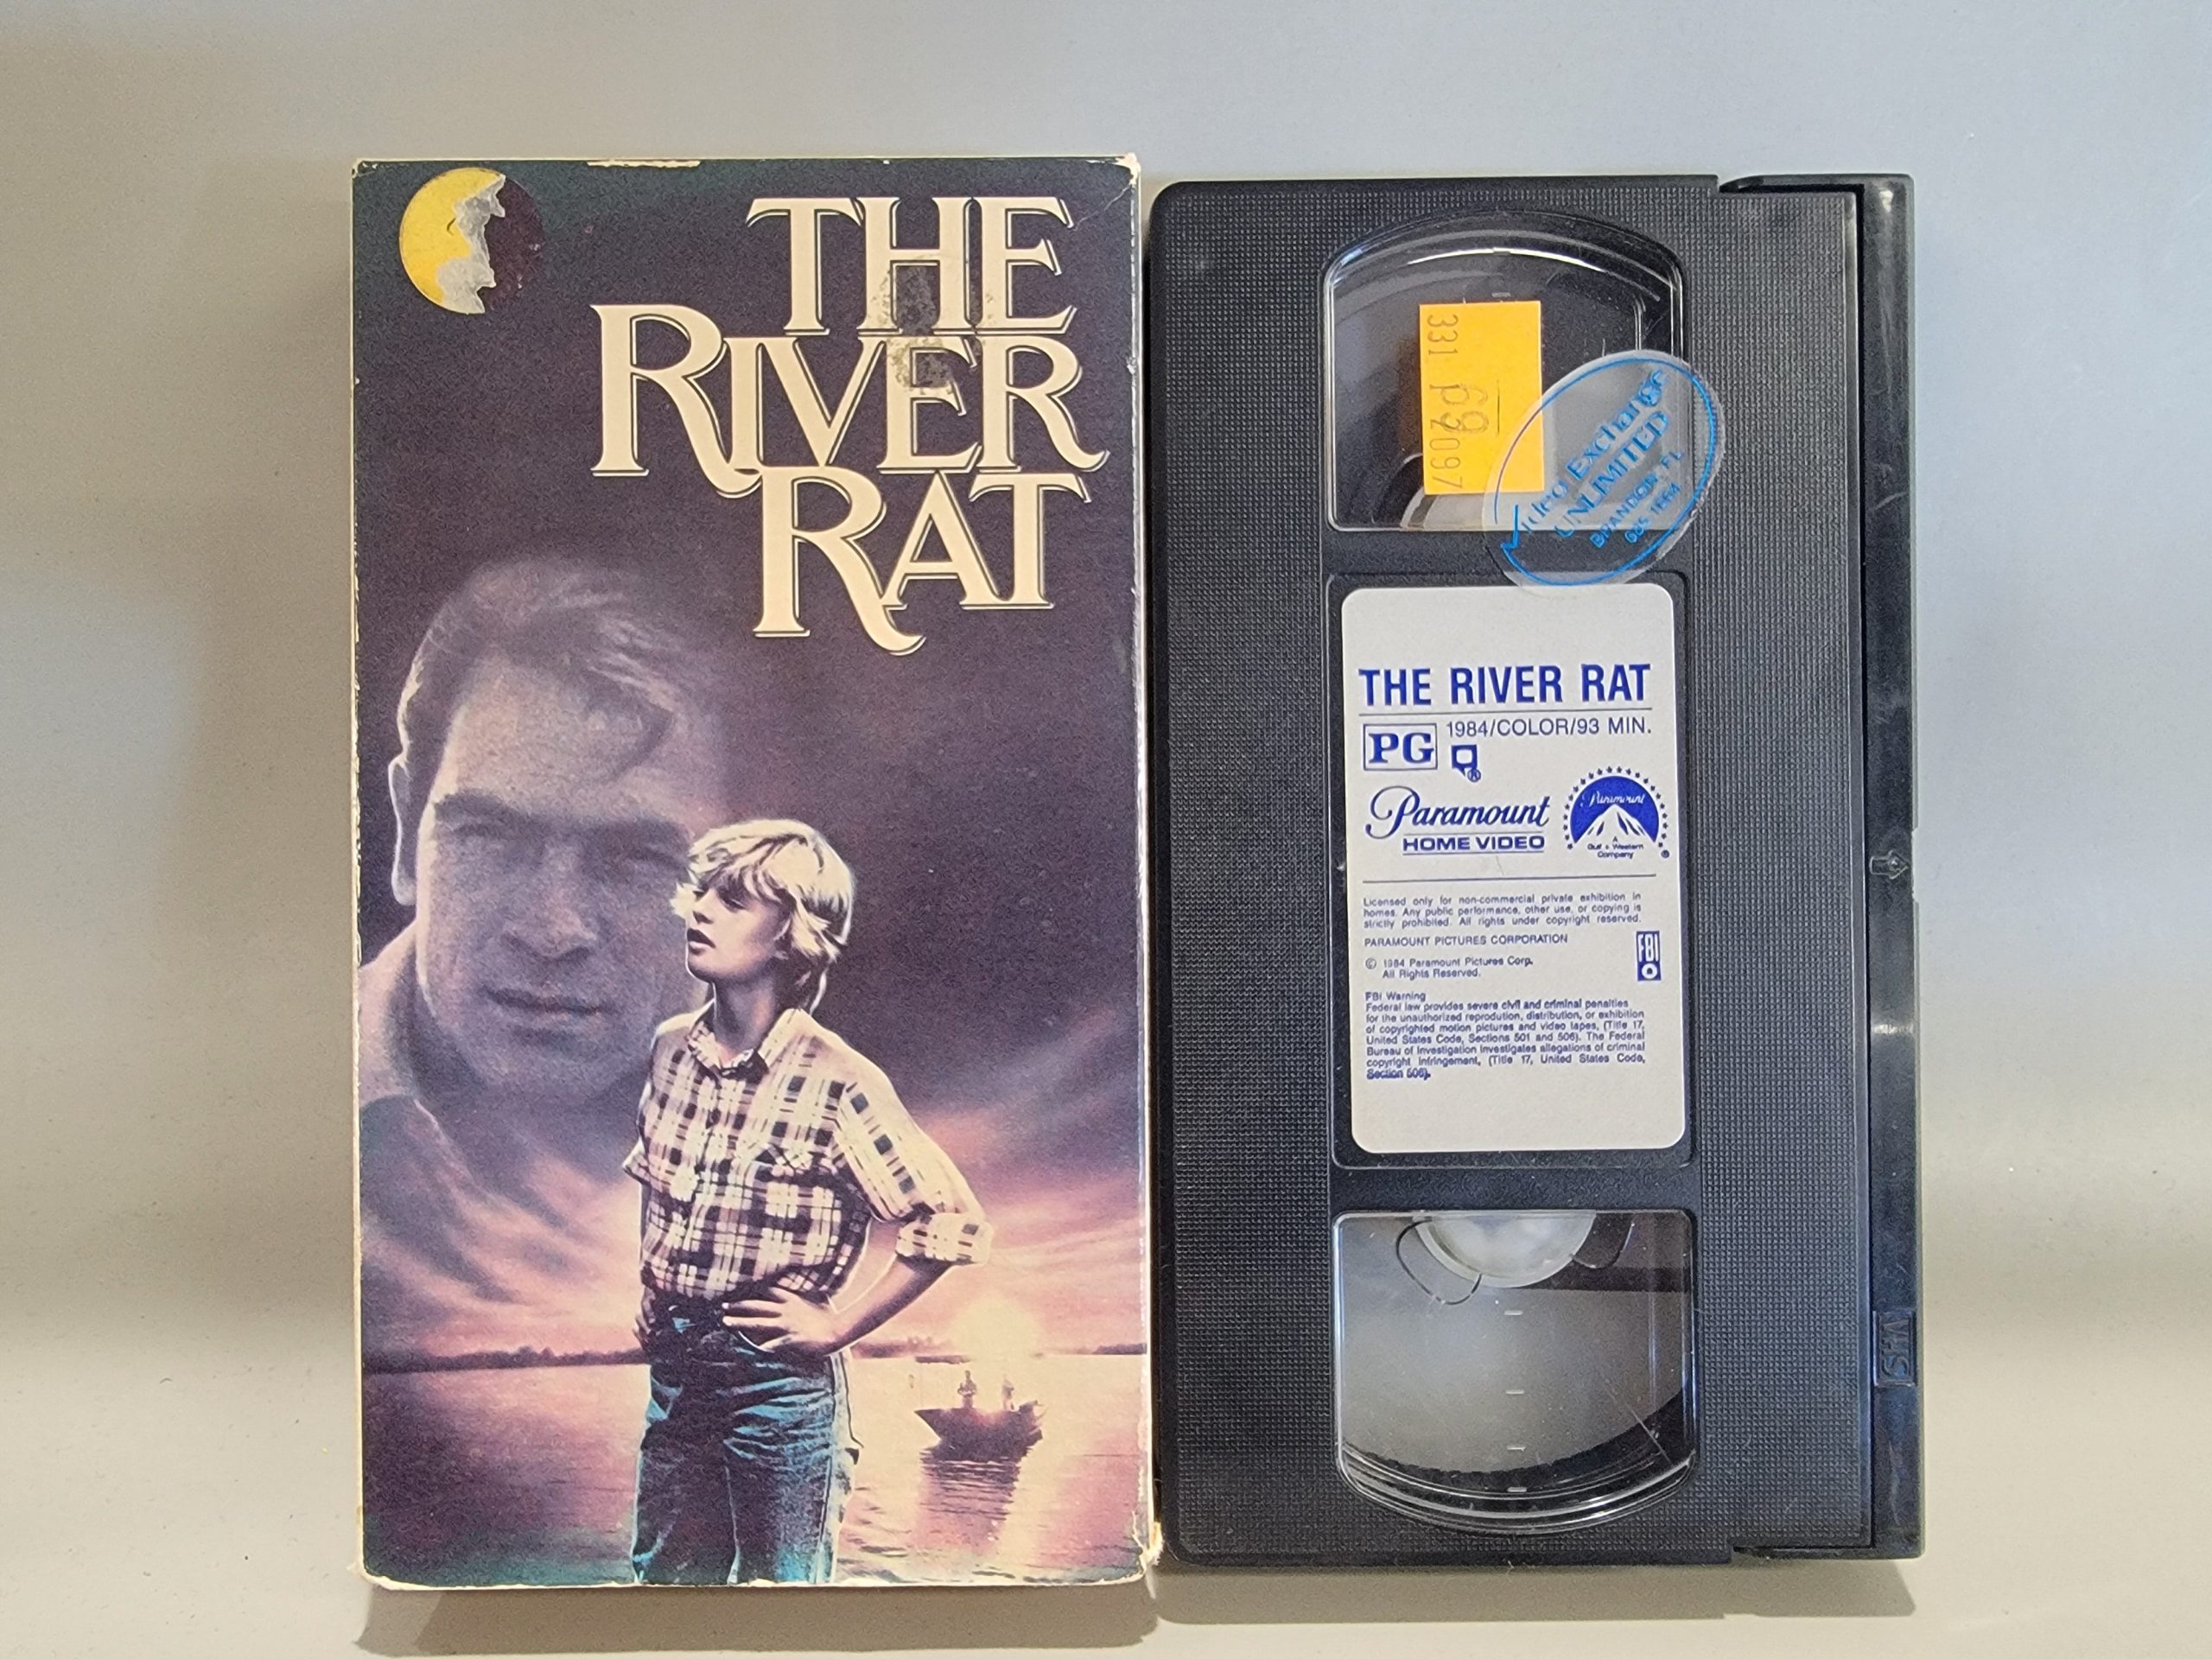 THE
RIVER
RAT
331 P92097
69
Video Exchange
UNLIMITED
BRANDON, FL
THE RIVER RAT
PG 1984/COLOR/93 MIN.
Paramount
HOME VIDEO
Paramount
A
Gulf + Western
Company
Licensed only for non-commercial private exhibition in
homes. Any public performance, other use, or copying is
strictly prohibited. All rights under copyright reserved.
PARAMOUNT PICTURES CORPORATION
FBI
© 1984 Paramount Pictures Corp.
All Rights Reserved.
FBI Warning
Federal law provides severe civil and criminal penalties
for the unauthorized reprodution, distribution, or exhibition
of copyrighted motion pictures and video tapes, (Title 17,
United States Code, Sections 501 and 506). The Federal
Bureau of Investigation investigates allegations of criminal
copyright infringement, (Title 17, United States Code,
Section 506).
VHS